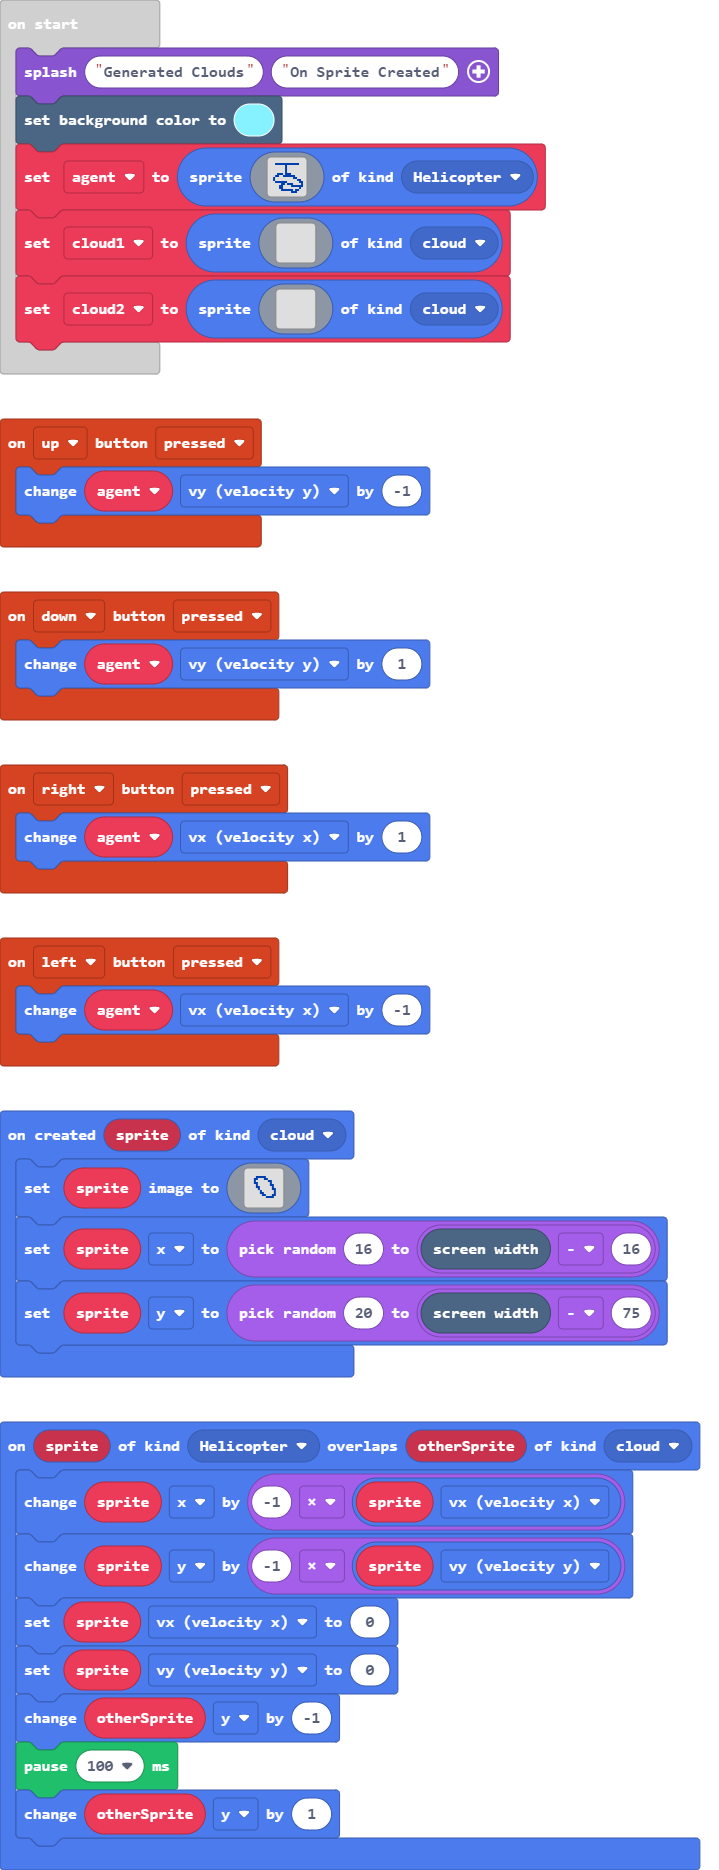 on start
splash "Generated Clouds" "On Sprite Created"
set background color to
set agent to sprite of kind Helicopter
set cloud1 to sprite of kind cloud
set cloud2 to sprite of kind cloud
on up button pressed
change agent vy (velocity y) by -1
on down button pressed
change agent vy (velocity y) by 1
on right button pressed
change agent vx (velocity x) by 1
on left button pressed
change agent vx (velocity x) by -1
on created sprite of kind cloud
set sprite image to
set sprite x to pick random 16 to screen width - 16
set sprite y to pick random 20 to screen width - 75
on sprite of kind Helicopter overlaps otherSprite of kind cloud
change sprite x by -1 × sprite vx (velocity x)
change sprite y by -1 × sprite vy (velocity y)
set sprite vx (velocity x) to 0
set sprite vy (velocity y) to 0
change otherSprite y by -1
pause 100 ms
change otherSprite y by 1